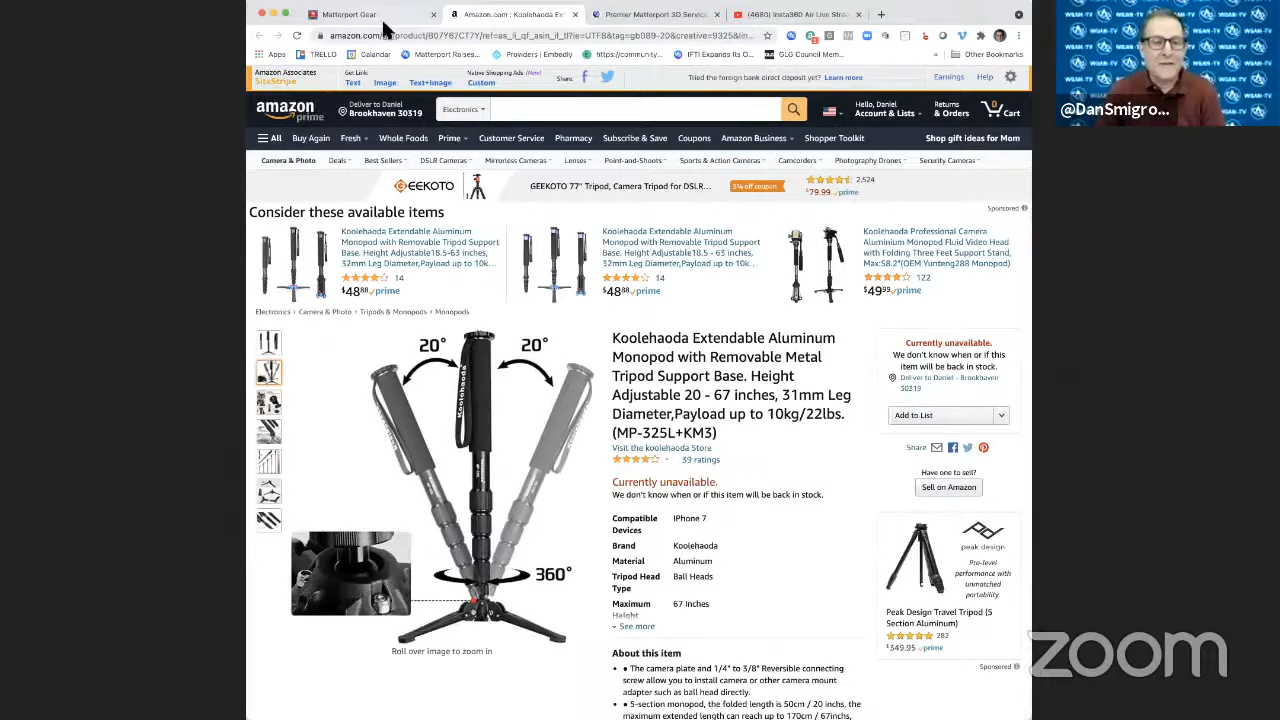 Matterport Gear
Amazon.com : Koolehaoda Ex
Premier Matterport 3D Service
(4680) Insta360 Air Live Strea
Apps
TRELLO
Calendar
Matterport Raises...
Providers | Embedly
https://community...
IFTI Expands Its O...
GLG Council Mem...
Other Bookmarks
Amazon Associates
SiteStripe
Get Link:
Text
Image
Text+Image
Native Shopping Ads (New)
Custom
Share
Tried the foreign bank direct deposit yet? Learn more
Earnings
Help
amazon
prime
Deliver to Daniel
Brookhaven 30319
Electronics
Hello, Daniel
Account & Lists
Returns
& Orders
0
Cart
All
Buy Again
Fresh
Whole Foods
Prime
Customer Service
Pharmacy
Subscribe & Save
Coupons
Amazon Business
Shopper Toolkit
Shop gift ideas for Mom
Camera & Photo
Deals
Best Sellers
DSLR Cameras
Mirrorless Cameras
Lenses
Point-and-Shoots
Sports & Action Cameras
Camcorders
Photography Drones
Security Cameras
GEEKOTO
GEEKOTO 77" Tripod, Camera Tripod for DSLR...
5% off coupon
2,524
$79.99 prime
Consider these available items
Sponsored
Koolehaoda Extendable Aluminum
Monopod with Removable Tripod Support
Base. Height Adjustable18.5-63 inches,
32mm Leg Diameter,Payload up to 10k...
14
$48.88 prime
Koolehaoda Extendable Aluminum
Monopod with Removable Tripod Support
Base. Height Adjustable18.5 - 63 inches,
32mm Leg Diameter,Payload up to 10k...
14
$48.88 prime
Koolehaoda Professional Camera
Aluminium Monopod Fluid Video Head
with Folding Three Feet Support Stand,
Max:58.2"(OEM Yunteng288 Monopod)
122
$49.99 prime
Electronics › Camera & Photo › Tripods & Monopods › Monopods
20°
20°
Koolehaoda
360°
Roll over image to zoom in
Koolehaoda Extendable Aluminum
Monopod with Removable Metal
Tripod Support Base. Height
Adjustable 20 - 67 inches, 31mm Leg
Diameter,Payload up to 10kg/22lbs.
(MP-325L+KM3)
Visit the koolehaoda Store
39 ratings
Currently unavailable.
We don't know when or if this item will be back in stock.
Compatible
Devices
IPhone 7
Brand
Koolehaoda
Material
Aluminum
Tripod Head
Type
Ball Heads
Maximum
Height
67 Inches
See more
About this item
• The camera plate and 1/4" to 3/8" Reversible connecting
screw allow you to install camera or other camera mount
adapter such as ball head directly.
• 5-section monopod, the folded length is 50cm / 20 inchs, the
maximum extended length can reach up to 170cm / 67inchs,
Currently unavailable.
We don't know when or if this
item will be back in stock.
Deliver to Daniel - Brookhaven
30319
Add to List
Share
Have one to sell?
Sell on Amazon
peak design
Pro-level
performance with
unmatched
portability.
Peak Design Travel Tripod (5
Section Aluminum)
282
$349.95 prime
Sponsored
@DanSmigro...
WGAN-TV
zoom